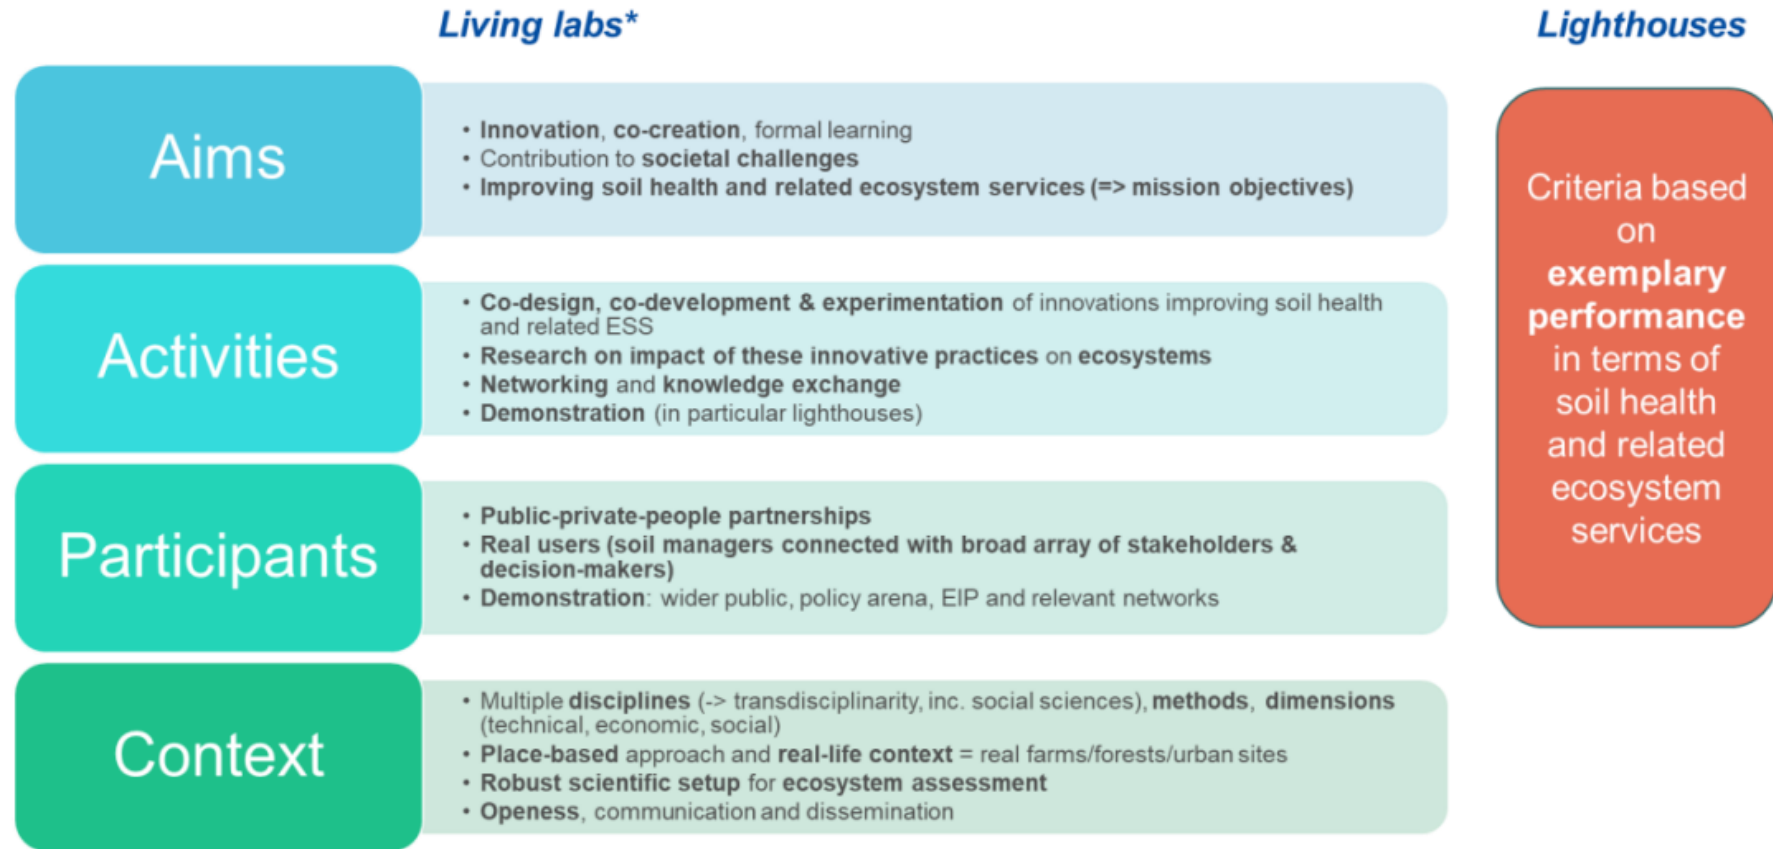 Living labs*
Lighthouses
Aims
• Innovation, co-creation, formal learning
• Contribution to societal challenges
• Improving soil health and related ecosystem services (=> mission objectives)
Activities
• Co-design, co-development & experimentation of innovations improving soil health
and related ESS
• Research on impact of these innovative practices on ecosystems
• Networking and knowledge exchange
• Demonstration (in particular lighthouses)
Participants
• Public-private-people partnerships
• Real users (soil managers connected with broad array of stakeholders &
decision-makers)
• Demonstration: wider public, policy arena, EIP and relevant networks
Context
• Multiple disciplines (-> transdisciplinarity, inc. social sciences), methods, dimensions
(technical, economic, social)
• Place-based approach and real-life context = real farms/forests/urban sites
• Robust scientific setup for ecosystem assessment
• Openess, communication and dissemination
Criteria based
on
exemplary
performance
in terms of
soil health
and related
ecosystem
services